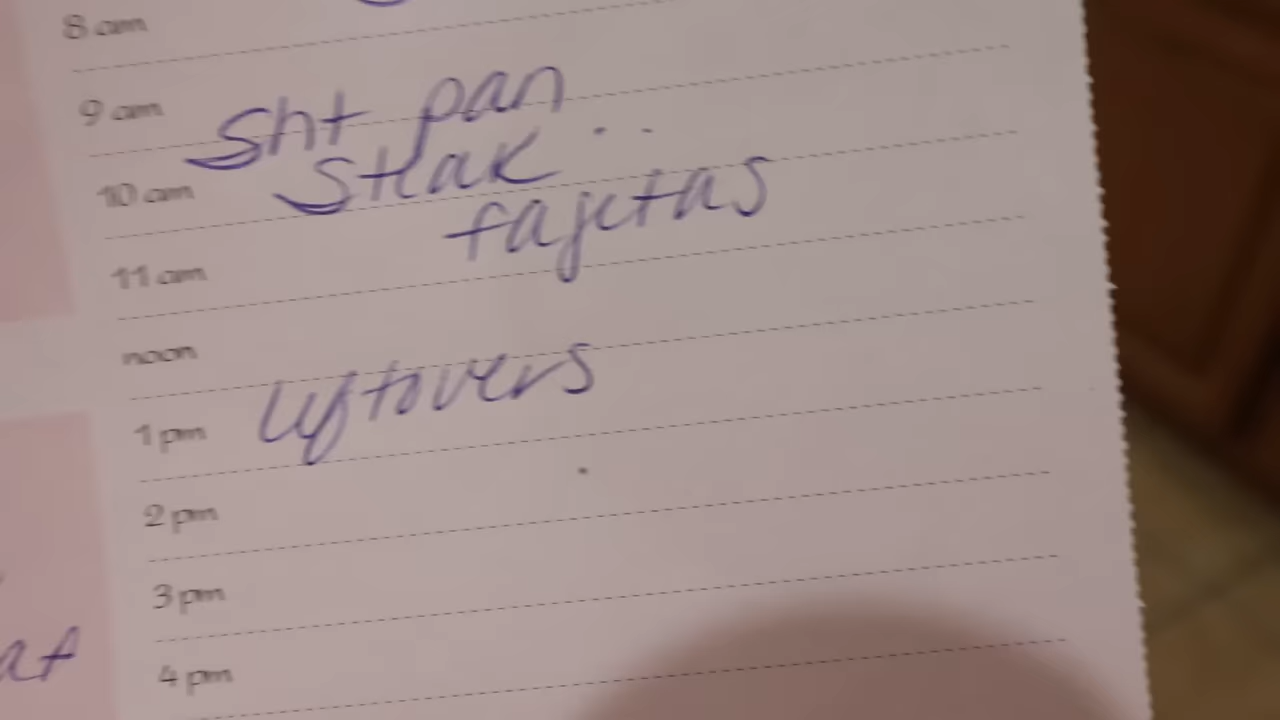 8 am
9 am
Sht pan
10 am
Steak
fajitas
11 am
noon
leftovers
1 pm
2 pm
3 pm
at
4 pm